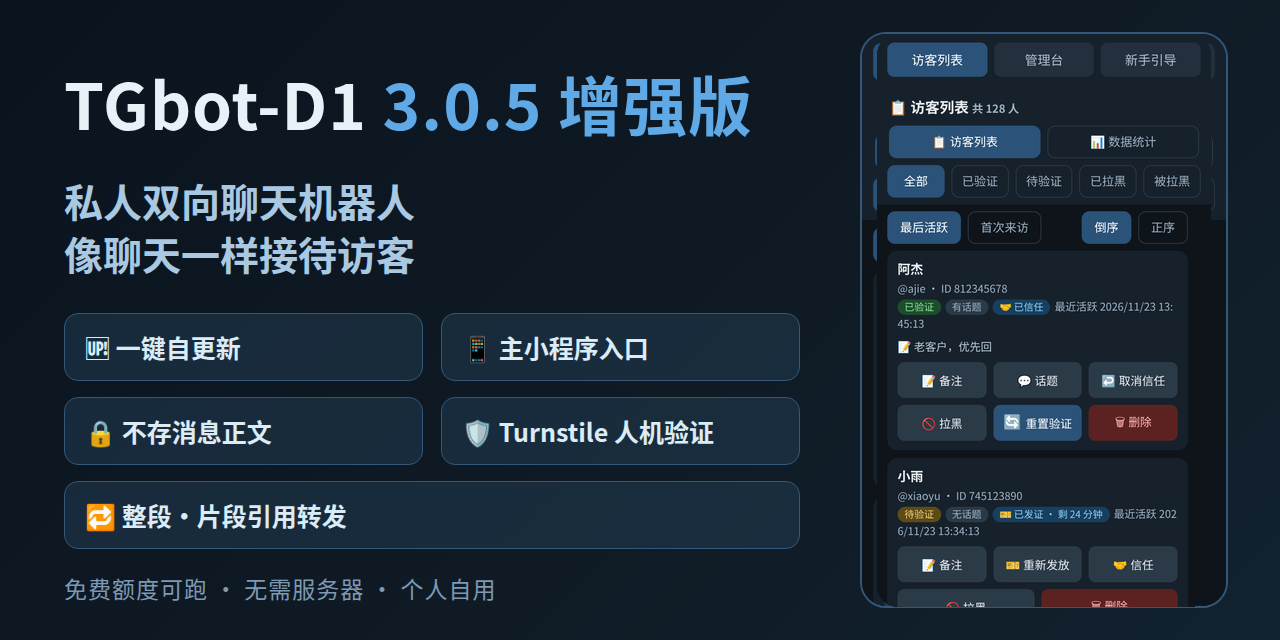 TGbot-D1 3.0.5 增强版
私人双向聊天机器人
像聊天一样接待访客
🆙 一键自更新
📱 主小程序入口
🔒 不存消息正文
🛡️ Turnstile 人机验证
🔁 整段·片段引用转发
免费额度可跑 · 无需服务器 · 个人自用
访客列表
管理台
新手引导
📋 访客列表 共 128 人
📋 访客列表
📊 数据统计
全部
已验证
待验证
已拉黑
被拉黑
最后活跃
首次来访
倒序
正序
阿杰
@ajie · ID 812345678
已验证 有话题 🤝 已信任 最近活跃 2026/11/23 13:
45:13
📝 老客户，优先回
📝 备注
💬 话题
↩️ 取消信任
🚫 拉黑
🔄 重置验证
🗑 删除
小雨
@xiaoyu · ID 745123890
待验证 无话题 🎫 已发证 · 剩 24 分钟 最近活跃 202
6/11/23 13:34:13
📝 备注
🎫 重新发放
🤝 信任
🚫 拉黑
🗑 删除